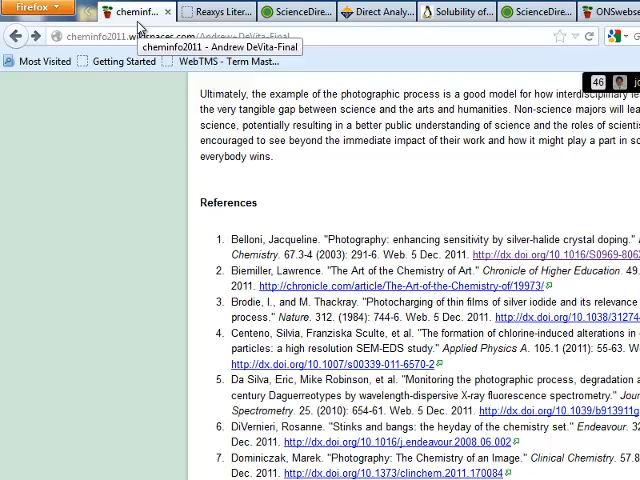 Firefox
cheminf...
Reaxys Liter...
ScienceDire...
Direct Analy...
Solubility of...
ScienceDire...
ONSwebse
cheminfo2011.wikispaces.com/Andrew+DeVita-Final
cheminfo2011 - Andrew DeVita-Final
Most Visited
Getting Started
WebTMS - Term Mast...
46
jo
Ultimately, the example of the photographic process is a good model for how interdisciplinary le
the very tangible gap between science and the arts and humanities. Non-science majors will lea
science, potentially resulting in a better public understanding of science and the roles of scientis
encouraged to see beyond the immediate impact of their work and how it might play a part in sc
everybody wins.
References
1. Belloni, Jacqueline. "Photography: enhancing sensitivity by silver-halide crystal doping."
Chemistry. 67.3-4 (2003): 291-6. Web. 5 Dec. 2011. http://dx.doi.org/10.1016/S0969-806
2. Biemiller, Lawrence. "The Art of the Chemistry of Art." Chronicle of Higher Education. 49.
2011. http://chronicle.com/article/The-Art-of-the-Chemistry-of/19973/
3. Brodie, I., and M. Thackray. "Photocharging of thin films of silver iodide and its relevance
process." Nature. 312. (1984): 744-6. Web. 5 Dec. 2011. http://dx.doi.org/10.1038/31274
4. Centeno, Silvia, Franziska Sculte, et al. "The formation of chlorine-induced alterations in
particles: a high resolution SEM-EDS study." Applied Physics A. 105.1 (2011): 55-63. W
http://dx.doi.org/10.1007/s00339-011-6570-2
5. Da Silva, Eric, Mike Robinson, et al. "Monitoring the photographic process, degradation a
century Daguerreotypes by wavelength-dispersive X-ray fluorescence spectrometry." Jour
Spectrometry. 25. (2010): 654-61. Web. 5 Dec. 2011. http://dx.doi.org/10.1039/b913911g
6. DiVernieri, Rosanne. "Stinks and bangs: the heyday of the chemistry set." Endeavour. 32
Dec. 2011. http://dx.doi.org/10.1016/j.endeavour.2008.06.002
7. Dominiczak, Marek. "Photography: The Chemistry of an Image." Clinical Chemistry. 57.8
Dec. 2011. http://dx.doi.org/10.1373/clinchem.2011.170084